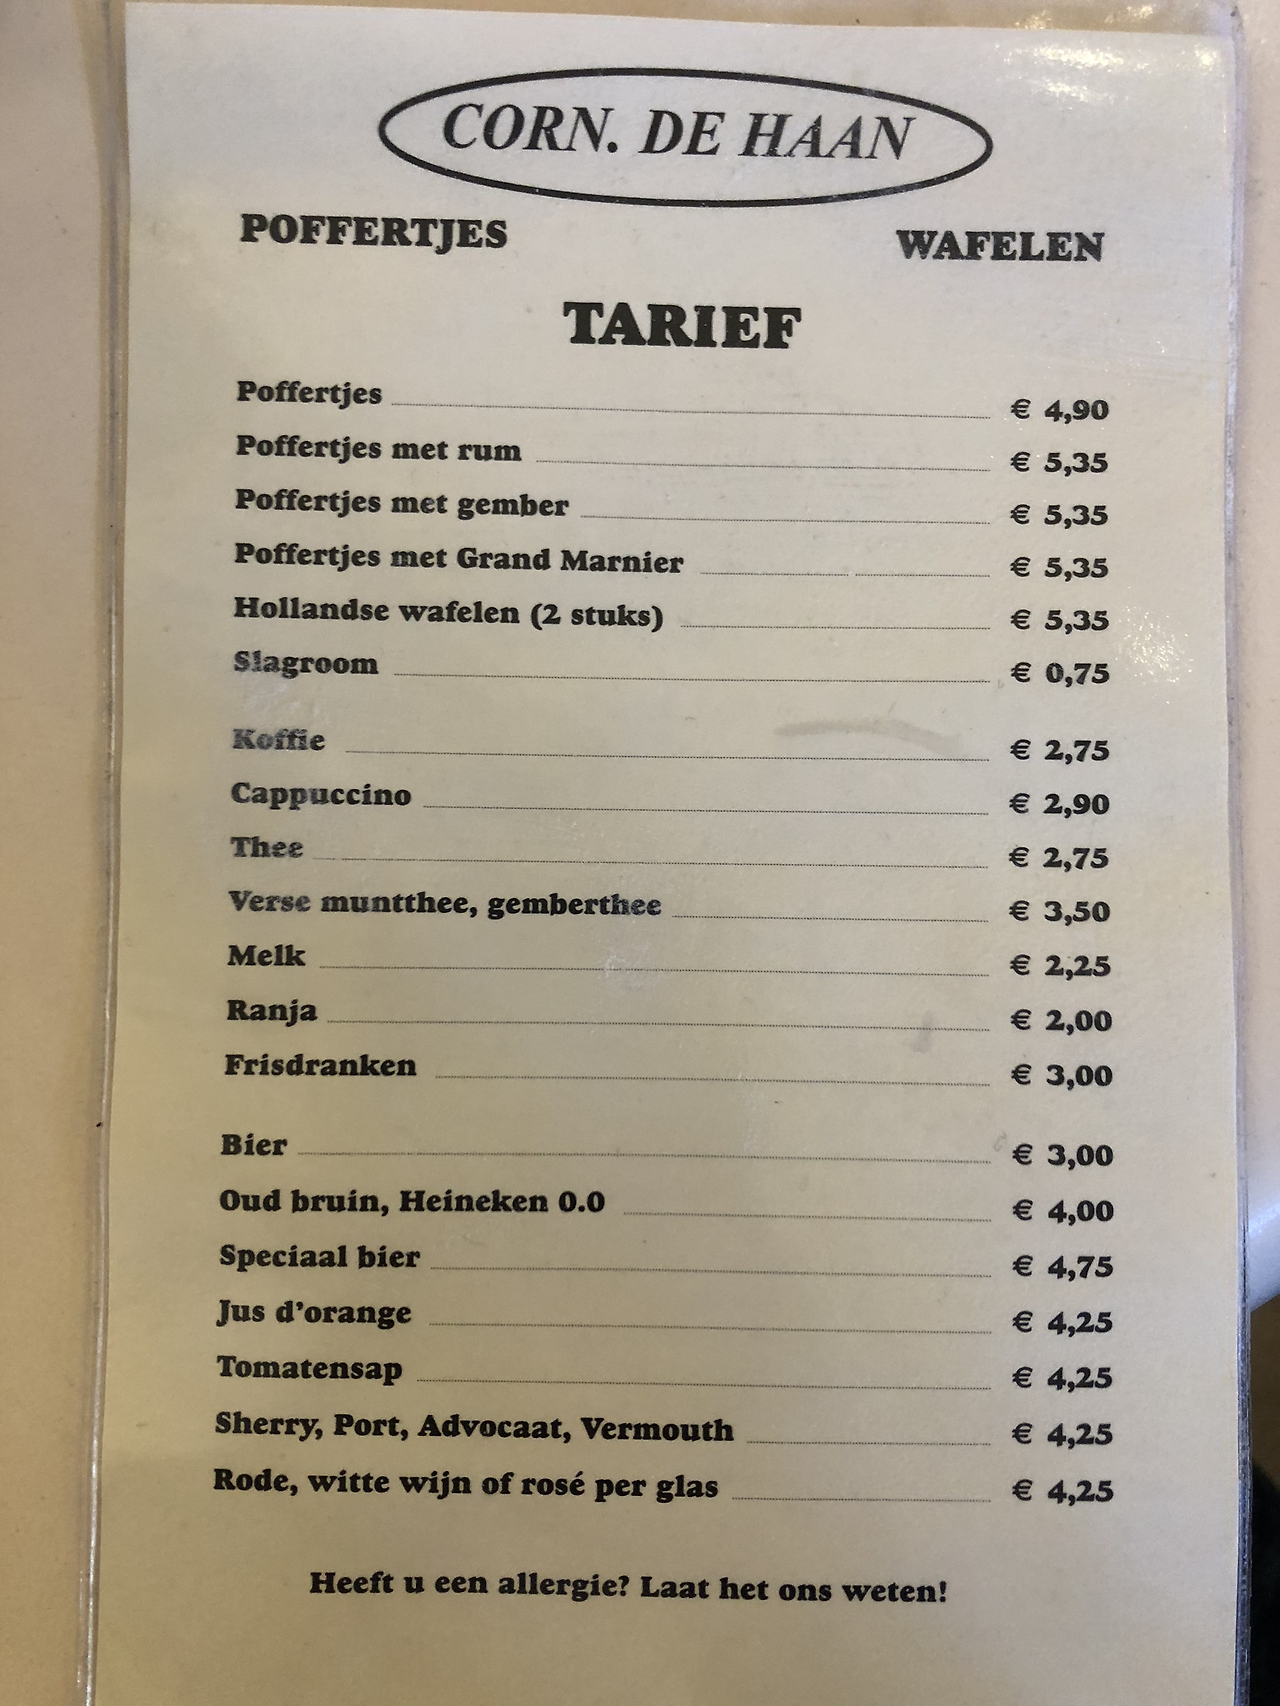 CORN. DE HAAN
POFFERTJES WAFELEN
TARIEF
Poffertjes € 4,90
Poffertjes met rum € 5,35
Poffertjes met gember € 5,35
Poffertjes met Grand Marnier € 5,35
Hollandse wafelen (2 stuks) € 5,35
Slagroom € 0,75
Koffie € 2,75
Cappuccino € 2,90
Thee € 2,75
Verse muntthee, gemberthee € 3,50
Melk € 2,25
Ranja € 2,00
Frisdranken € 3,00
Bier € 3,00
Oud bruin, Heineken 0.0 € 4,00
Speciaal bier € 4,75
Jus d'orange € 4,25
Tomatensap € 4,25
Sherry, Port, Advocaat, Vermouth € 4,25
Rode, witte wijn of rosé per glas € 4,25
Heeft u een allergie? Laat het ons weten!